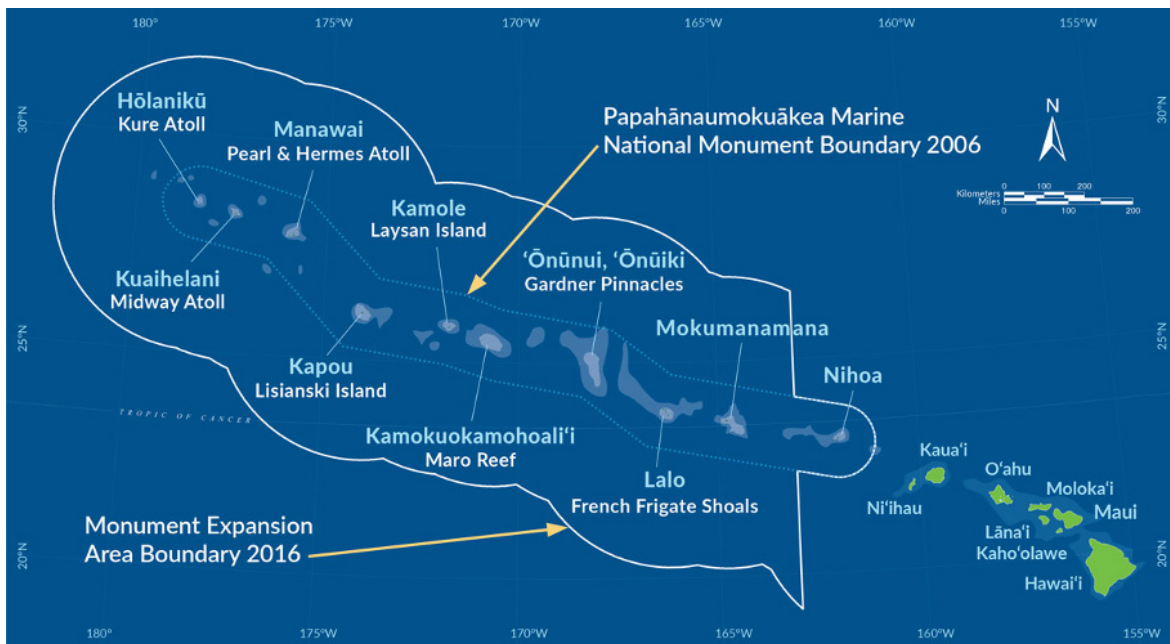 180°
175°W
170°W
165°W
160°W
155°W
30°N
30°N
25°N
25°N
20°N
20°N
Hōlanikū
Kure Atoll
Manawai
Pearl & Hermes Atoll
Papahānaumokuākea Marine
National Monument Boundary 2006
N
Kilometers
0 100 200
Miles
0 100 200
Kamole
Laysan Island
ʻŌnūnui, ʻŌnūiki
Gardner Pinnacles
Kuaihelani
Midway Atoll
Mokumanamana
Nihoa
Kapou
Lisianski Island
TROPIC OF CANCER
Kamokuokamohoaliʻi
Maro Reef
Lalo
French Frigate Shoals
Kauaʻi
Niʻihau
Oʻahu
Molokaʻi
Maui
Lānaʻi
Kahoʻolawe
Hawaiʻi
Monument Expansion
Area Boundary 2016
180°
175°W
170°W
165°W
160°W
155°W